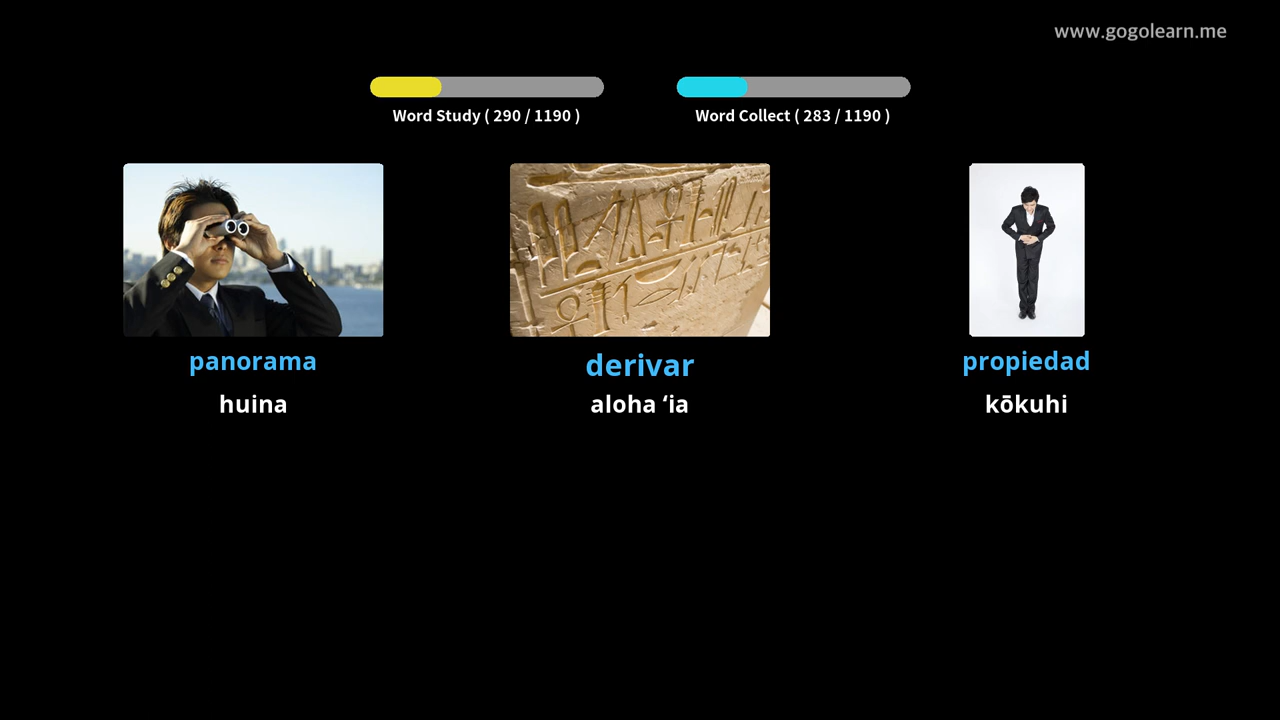 www.gogolearn.me
Word Study ( 290 / 1190 )
Word Collect ( 283 / 1190 )
panorama
huina
derivar
aloha ʻia
propiedad
kōkuhi